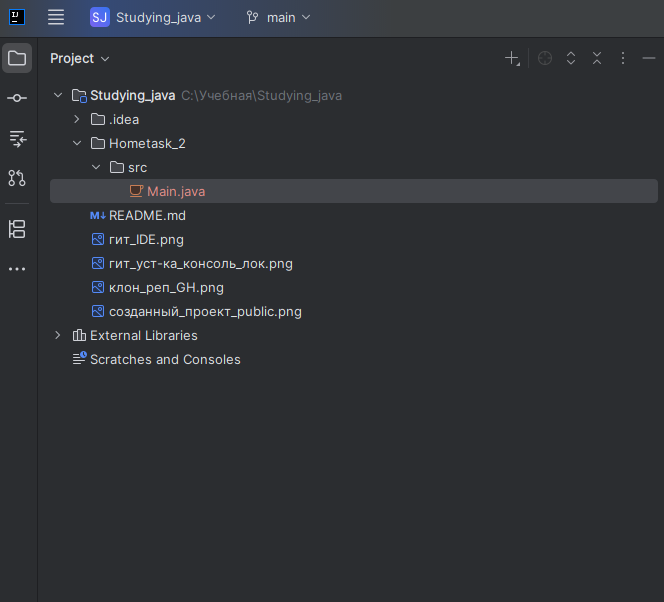 IJ
SJ Studying_java main
Project
Studying_java C:\Учебная\Studying_java
.idea
Hometask_2
src
Main.java
M↓ README.md
гит_IDE.png
гит_уст-ка_консоль_лок.png
клон_реп_GH.png
созданный_проект_public.png
External Libraries
Scratches and Consoles